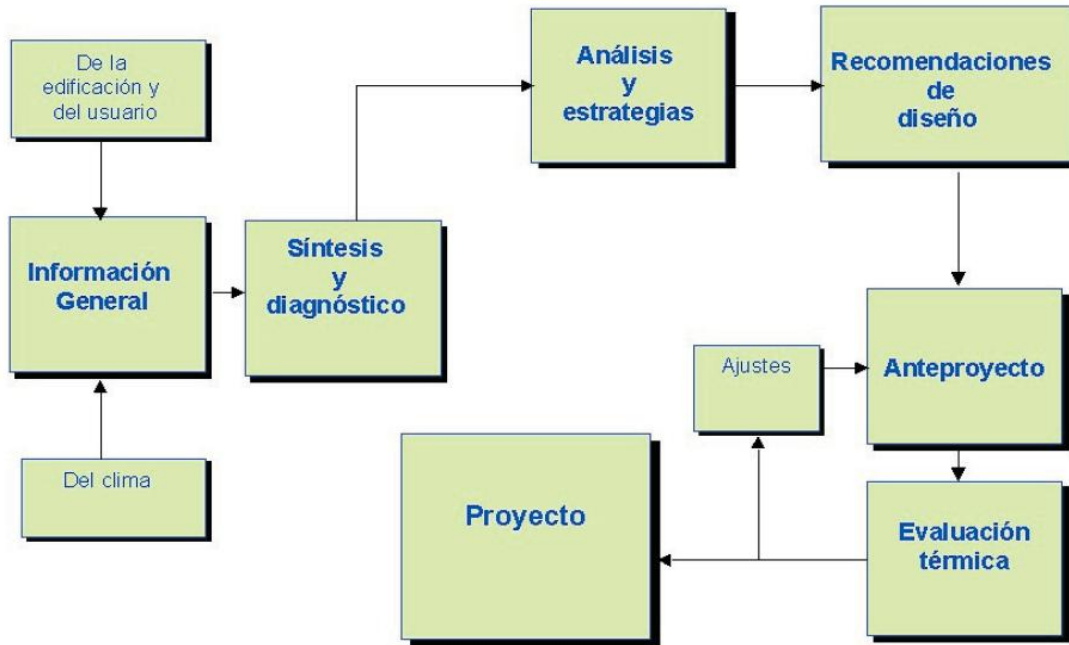 De la
edificación y
del usuario
Información
General
Del clima
Síntesis
y
diagnóstico
Análisis
y
estrategias
Recomendaciones
de
diseño
Anteproyecto
Ajustes
Evaluación
térmica
Proyecto